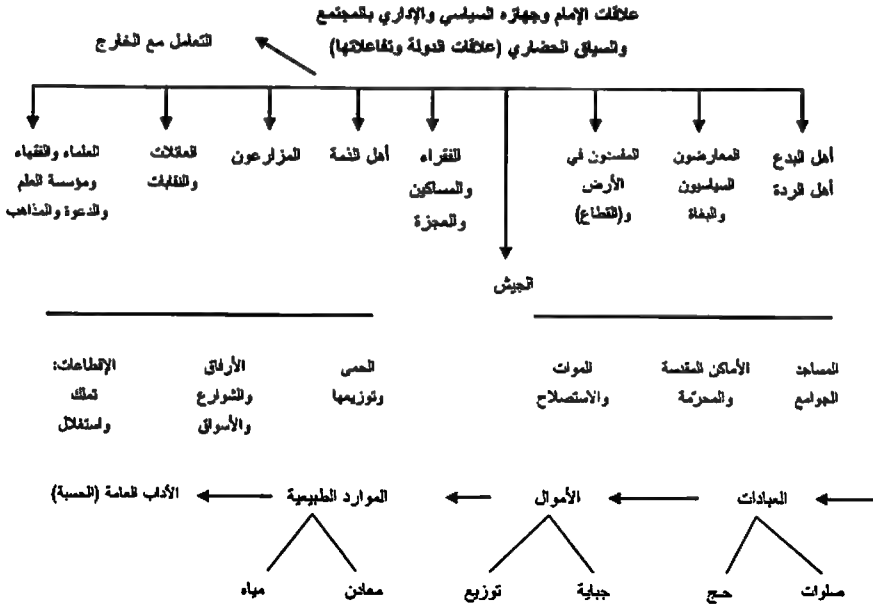 علاقات الإمام وجهازه السياسي والإداري بالمجتمع
والسياق الحضاري (علاقات الدولة وتفاعلاتها)
التعامل مع الخارج
أهل البدع
أهل الردة
المعارضون
السياسيون
والبغاة
المفسدون في
الأرض
و(القطاع)
الفقراء
والمساكين
والعجزة
أهل الذمة
المزارعون
العائلات
والنقابات
العلماء والفقهاء
ومؤسسة العلم
والدعوة والمذاهب
الجيش
المساجد
الجوامع
الأماكن المقدسة
والمحرّمة
الموات
والاستصلاح
الحمى
وتوزيعها
الأرفاق
والشوارع
والأسواق
الإقطاعات:
تملك
واستغلال
العبادات
الأموال
الموارد الطبيعية
الآداب العامة (الحسبة)
صلوات
حج
جباية
توزيع
معادن
مياه